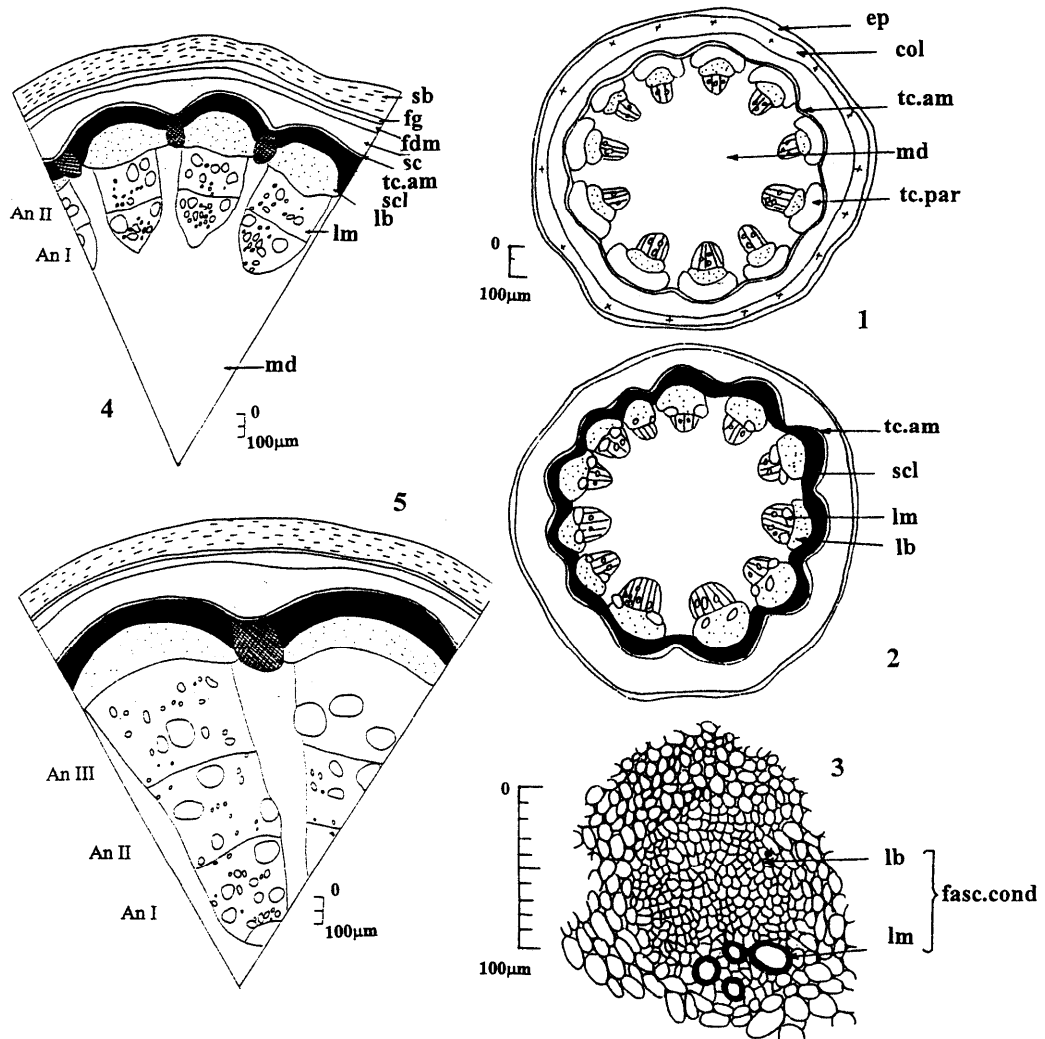 sb
fg
fdm
sc
tc.am
scl
lb
An II
An I
lm
md
4
0
100µm
ep
col
tc.am
md
tc.par
0
100µm
1
tc.am
scl
lm
lb
2
5
An III
An II
An I
0
100µm
3
0
100µm
lb
fasc.cond
lm